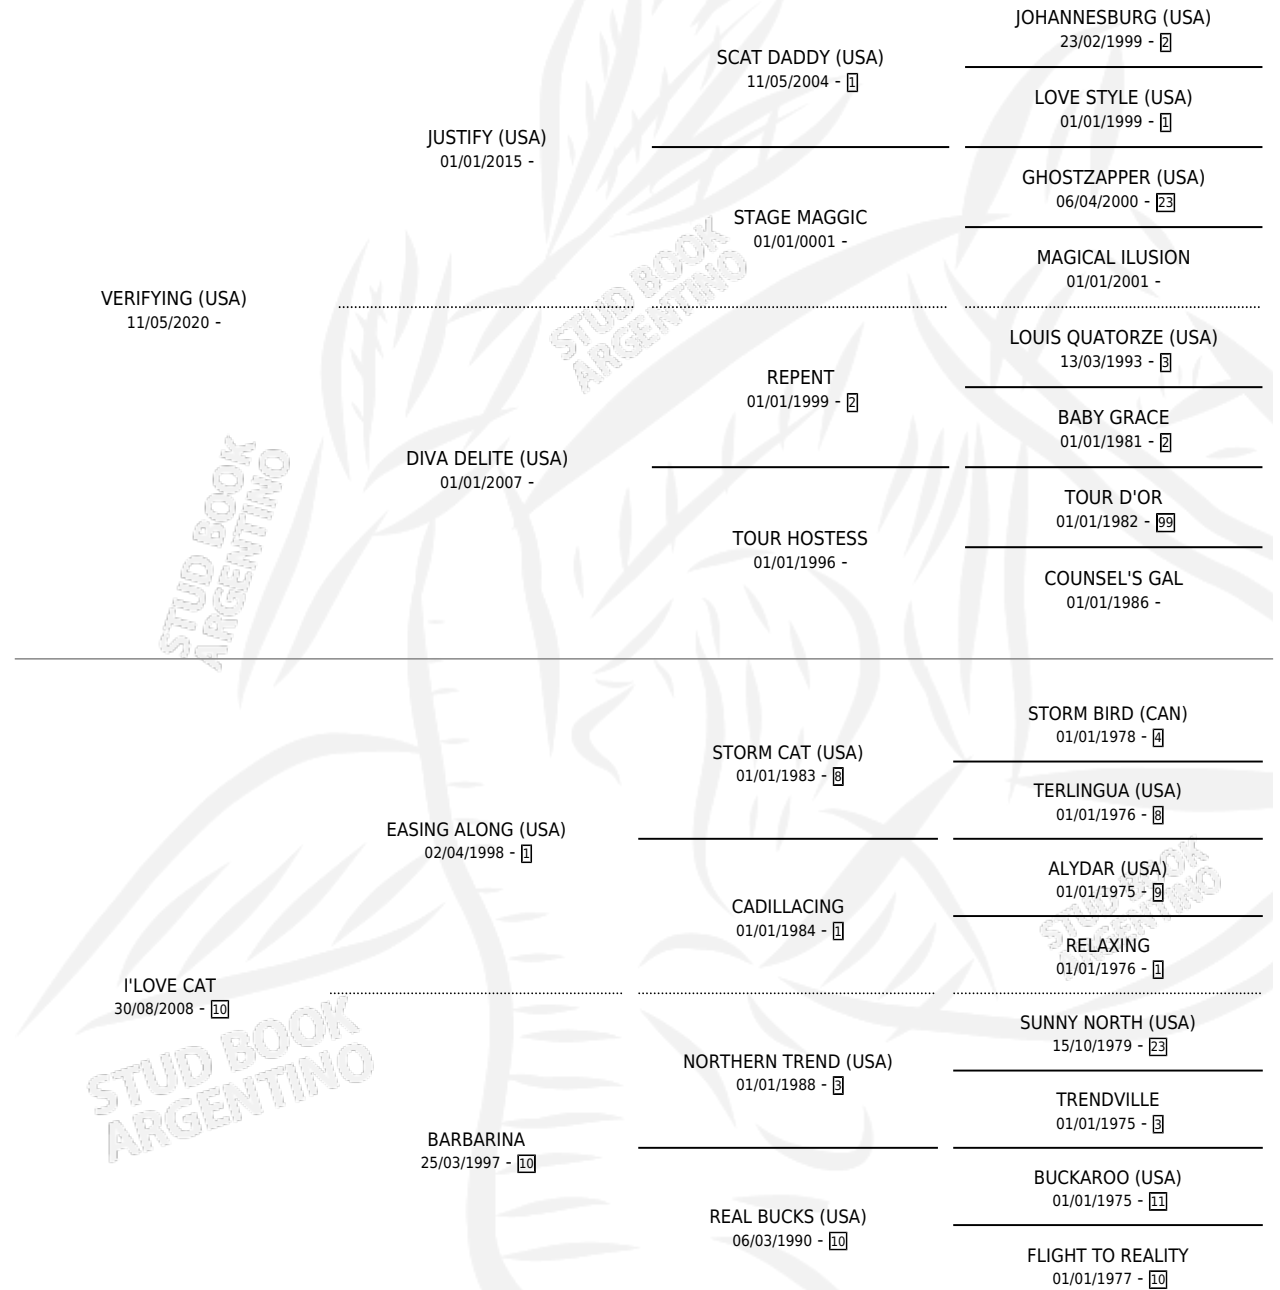 JOHANNESBURG (USA)
23/02/1999 - 2
SCAT DADDY (USA)
11/05/2004 - 1
LOVE STYLE (USA)
01/01/1999 - 1
JUSTIFY (USA)
01/01/2015 -
GHOSTZAPPER (USA)
06/04/2000 - 23
STAGE MAGGIC
01/01/0001 -
MAGICAL ILUSION
01/01/2001 -
VERIFYING (USA)
11/05/2020 -
LOUIS QUATORZE (USA)
13/03/1993 - 3
REPENT
01/01/1999 - 2
BABY GRACE
01/01/1981 - 2
DIVA DELITE (USA)
01/01/2007 -
TOUR D'OR
01/01/1982 - 99
TOUR HOSTESS
01/01/1996 -
COUNSEL'S GAL
01/01/1986 -
STORM BIRD (CAN)
01/01/1978 - 4
STORM CAT (USA)
01/01/1983 - 8
TERLINGUA (USA)
01/01/1976 - 8
EASING ALONG (USA)
02/04/1998 - 1
ALYDAR (USA)
01/01/1975 - 9
CADILLACING
01/01/1984 - 1
RELAXING
01/01/1976 - 1
I'LOVE CAT
30/08/2008 - 10
SUNNY NORTH (USA)
15/10/1979 - 23
NORTHERN TREND (USA)
01/01/1988 - 3
TRENDVILLE
01/01/1975 - 3
BARBARINA
25/03/1997 - 10
BUCKAROO (USA)
01/01/1975 - 11
REAL BUCKS (USA)
06/03/1990 - 10
FLIGHT TO REALITY
01/01/1977 - 10
STUD BOOK
ARGENTINO
STUD BOOK
ARGENTINO
STUD BOOK
ARGENTINO
STUD BOOK
ARGENTINO